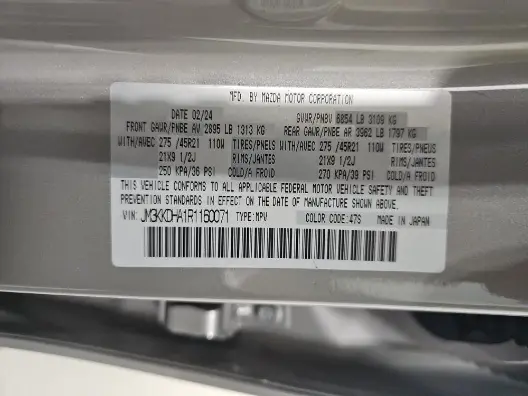 MFD. BY MAZDA MOTOR CORPORATION
DATE 02/24 GVWR/PNBV 6854 LB 3109 KG
FRONT GAWR/PNBE AV 2895 LB 1313 KG REAR GAWR/PNBE AR 3962 LB 1797 KG
WITH/AVEC 275 /45R21 110W TIRES/PNEUS WITH/AVEC 275 /45R21 110W TIRES/PNEUS
21X9 1/2J RIMS/JANTES 21X9 1/2J RIMS/JANTES
250 KPA/36 PSI COLD/A FROID 270 KPA/39 PSI COLD/A FROID
THIS VEHICLE CONFORMS TO ALL APPLICABLE FEDERAL MOTOR VEHICLE SAFETY AND THEFT
PREVENTION STANDARDS IN EFFECT ON THE DATE OF MANUFACTURE SHOWN ABOVE.
VIN: JM3KKDHA1R1160071 TYPE:MPV COLOR CODE: 47S MADE IN JAPAN